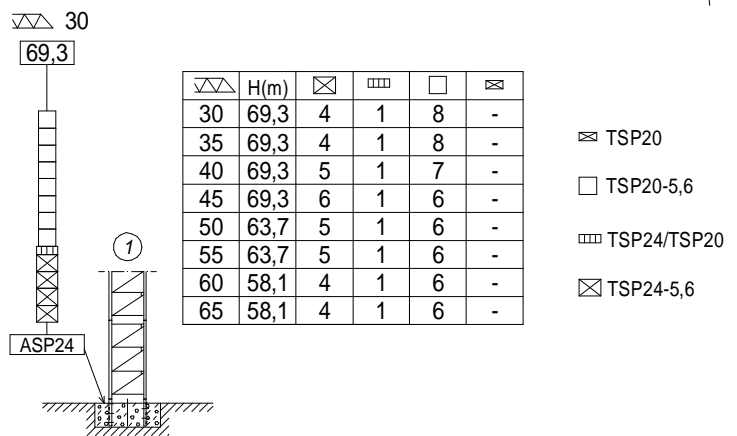 30
69,3
H(m)
30 69,3 4 1 8 -
35 69,3 4 1 8 -
40 69,3 5 1 7 -
45 69,3 6 1 6 -
50 63,7 5 1 6 -
55 63,7 5 1 6 -
60 58,1 4 1 6 -
65 58,1 4 1 6 -
1
ASP24
TSP20
TSP20-5,6
TSP24/TSP20
TSP24-5,6